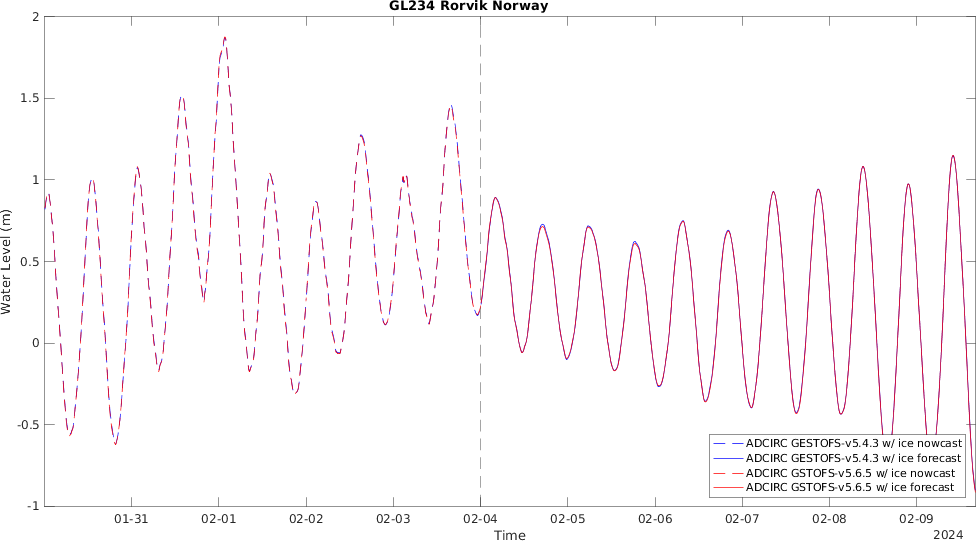 GL234 Rorvik Norway
2
1.5
1
0.5
0
-0.5
-1
Water Level (m)
ADCIRC GESTOFS-v5.4.3 w/ ice nowcast
ADCIRC GESTOFS-v5.4.3 w/ ice forecast
ADCIRC GSTOFS-v5.6.5 w/ ice nowcast
ADCIRC GSTOFS-v5.6.5 w/ ice forecast
01-31 02-01 02-02 02-03 02-04 02-05 02-06 02-07 02-08 02-09
Time
2024